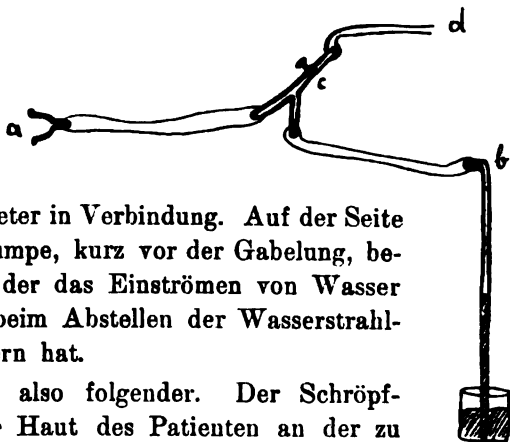 d
c
a
b
eter in Verbindung. Auf der Seite
umpe, kurz vor der Gabelung, be-
der das Einströmen von Wasser
beim Abstellen der Wasserstrahl-
rn hat.
also folgender. Der Schröpf-
Haut des Patienten an der zu